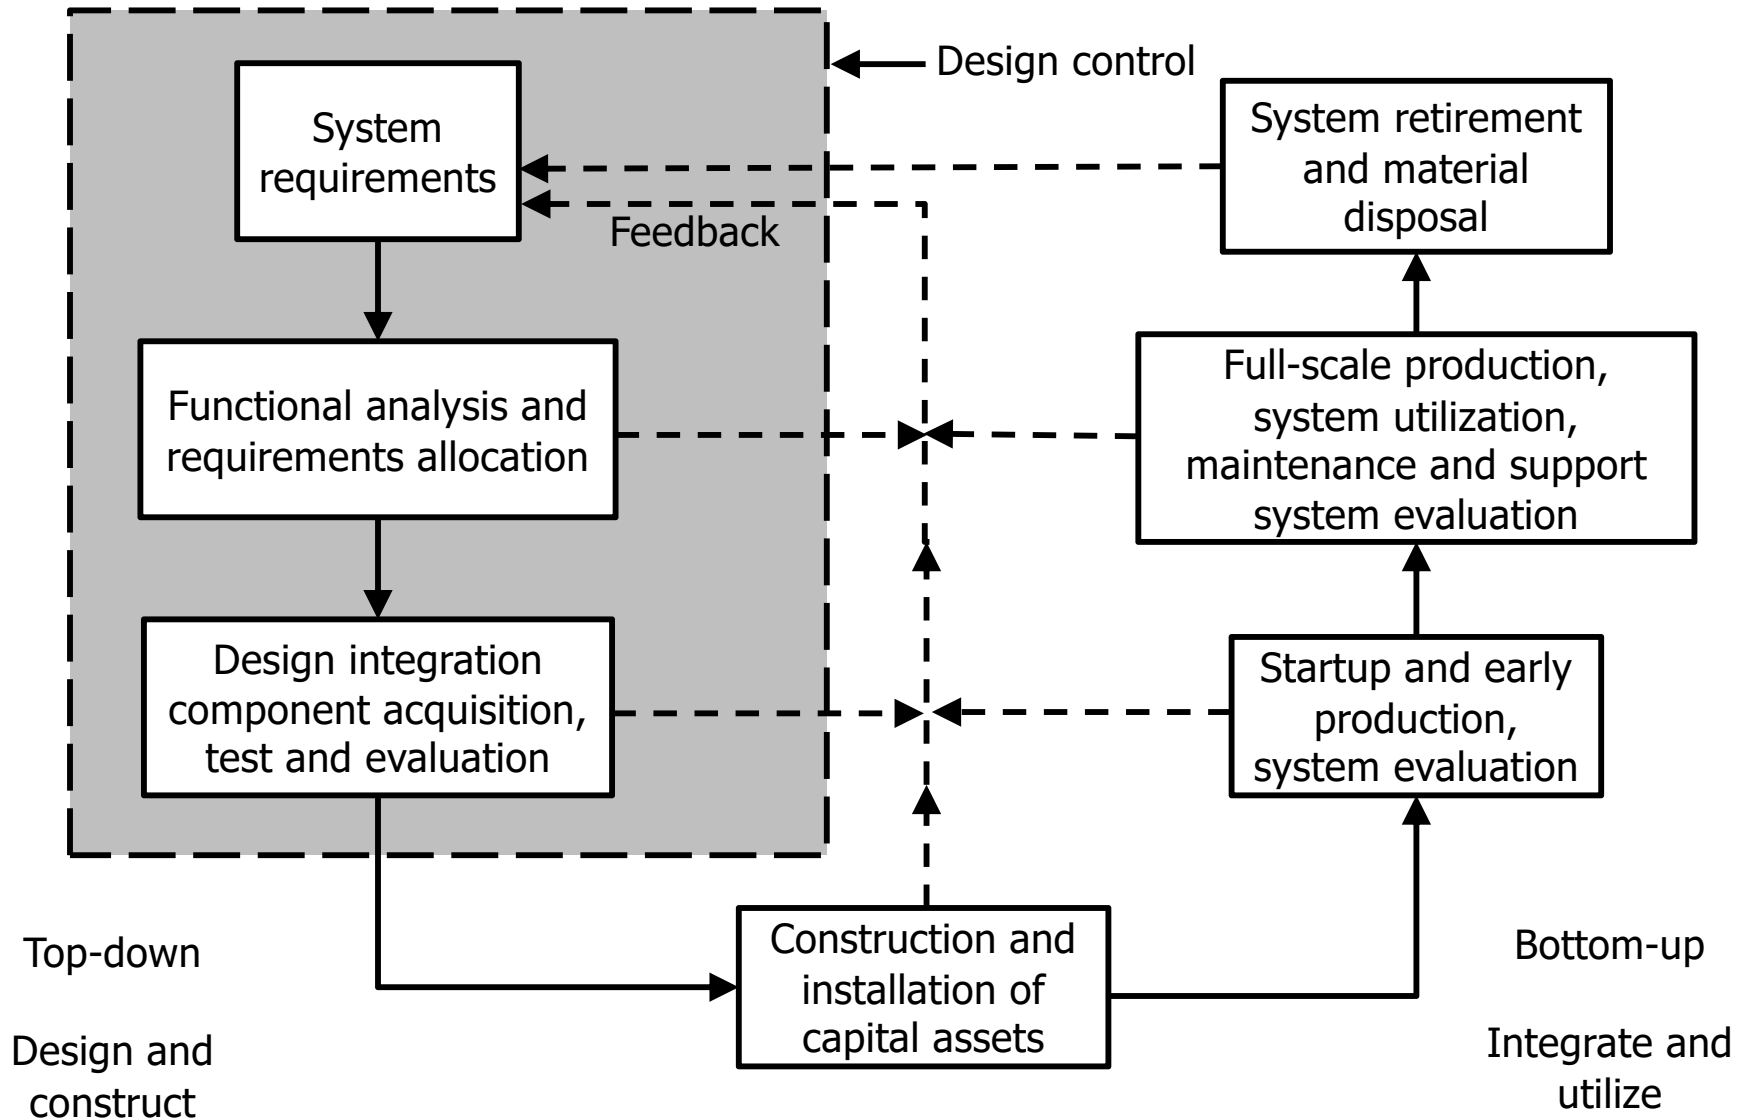 Design control
System
requirements
Feedback
System retirement
and material
disposal
Functional analysis and
requirements allocation
Full-scale production,
system utilization,
maintenance and support
system evaluation
Design integration
component acquisition,
test and evaluation
Startup and early
production,
system evaluation
Construction and
installation of
capital assets
Top-down
Design and
construct
Bottom-up
Integrate and
utilize